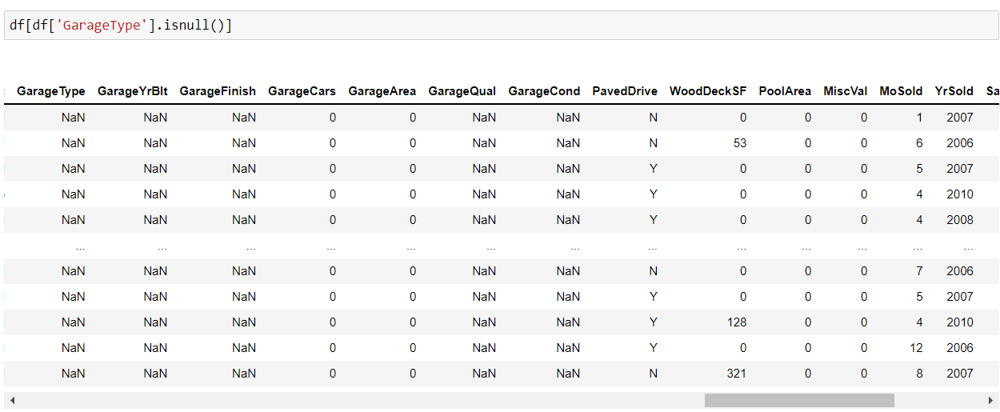 df[df['GarageType'].isnull()]
GarageType GarageYrBlt GarageFinish GarageCars GarageArea GarageQual GarageCond PavedDrive WoodDeckSF PoolArea MiscVal MoSold YrSold
NaN NaN NaN 0 0 NaN NaN N 0 0 0 1 2007
NaN NaN NaN 0 0 NaN NaN N 53 0 0 6 2006
NaN NaN NaN 0 0 NaN NaN Y 0 0 0 5 2007
NaN NaN NaN 0 0 NaN NaN Y 0 0 0 4 2010
NaN NaN NaN 0 0 NaN NaN Y 0 0 0 4 2008
... ... ... ... ... ... ... ... ... ... ... ... ...
NaN NaN NaN 0 0 NaN NaN N 0 0 0 7 2006
NaN NaN NaN 0 0 NaN NaN Y 0 0 0 5 2007
NaN NaN NaN 0 0 NaN NaN Y 128 0 0 4 2010
NaN NaN NaN 0 0 NaN NaN Y 0 0 0 12 2006
NaN NaN NaN 0 0 NaN NaN N 321 0 0 8 2007